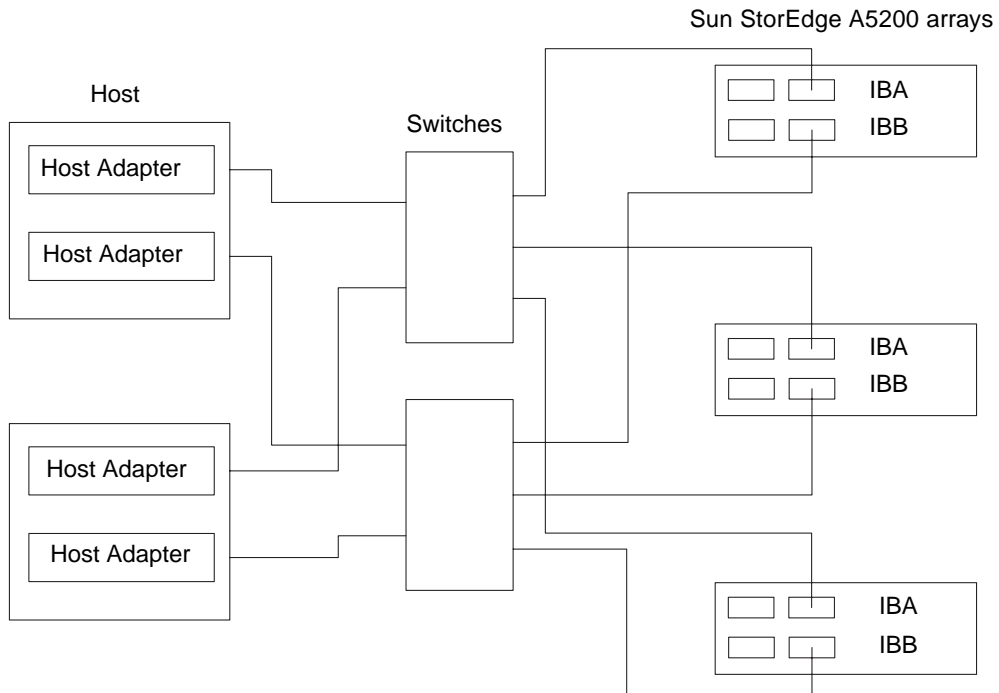 Sun StorEdge A5200 arrays
Host
Switches
Host Adapter
Host Adapter
IBA
IBB
IBA
IBB
Host Adapter
Host Adapter
IBA
IBB